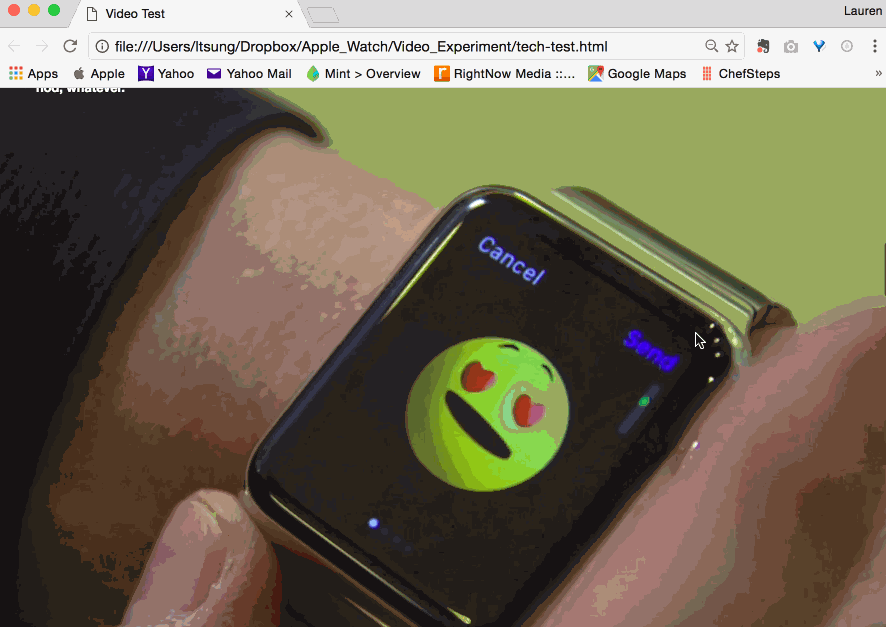 Video Test
Lauren
file:///Users/ltsung/Dropbox/Apple_Watch/Video_Experiment/tech-test.html
Apps Apple Yahoo Yahoo Mail Mint > Overview RightNow Media ::... Google Maps ChefSteps »
nod, whatever.
Cancel
Send